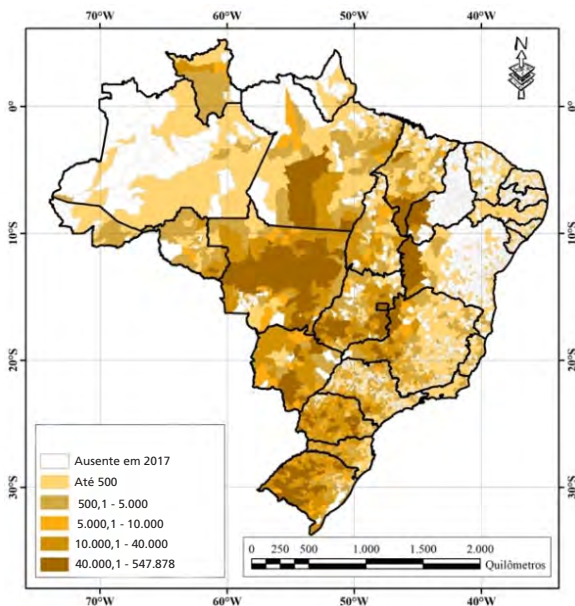 70°W 60°W 50°W 40°W
N
0° 0°
10°S 10°S
20°S 20°S
30°S 30°S
Ausente em 2017
Até 500
500,1 - 5.000
5.000,1 - 10.000
10.000,1 - 40.000
40.000,1 - 547.878
0 250 500 1.000 1.500 2.000
Quilômetros
70°W 60°W 50°W 40°W